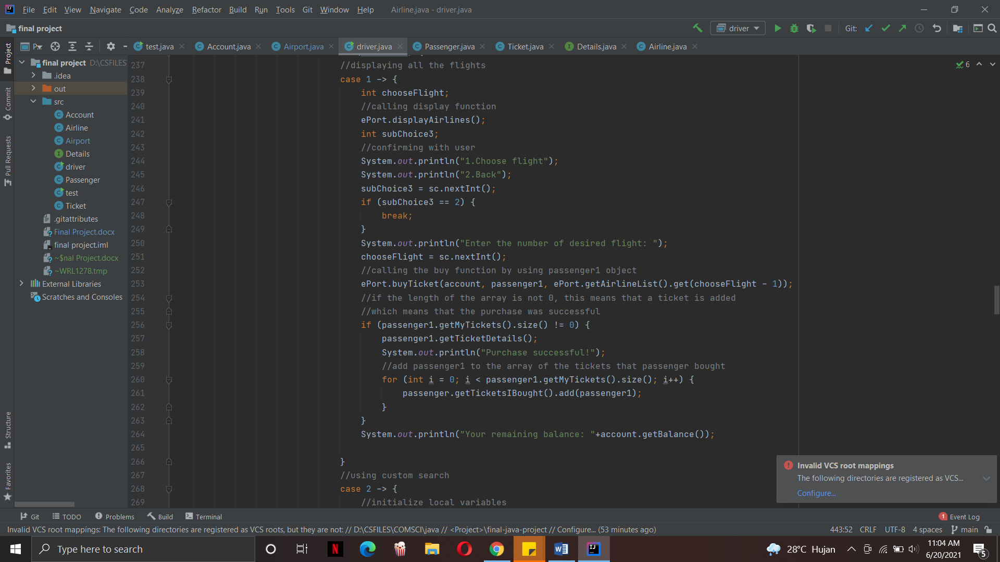 File Edit View Navigate Code Analyze Refactor Build Run Tools Git Window Help Airline.java - driver.java
final project driver Git:
P... test.java Account.java Airport.java driver.java Passenger.java Ticket.java Details.java Airline.java
Project
Commit
Pull Requests
Structure
Favorites
final project D:\CSFILES
.idea
out
src
Account
Airline
Airport
Details
driver
Passenger
test
Ticket
.gitattributes
Final Project.docx
final project.iml
~$nal Project.docx
~WRL1278.tmp
External Libraries
Scratches and Consoles
6
237 //displaying all the flights
238 case 1 -> {
239 int chooseFlight;
240 //calling display function
241 ePort.displayAirlines();
242 int subChoice3;
243 //confirming with user
244 System.out.println("1.Choose flight");
245 System.out.println("2.Back");
246 subChoice3 = sc.nextInt();
247 if (subChoice3 == 2) {
248 break;
249 }
250 System.out.println("Enter the number of desired flight: ");
251 chooseFlight = sc.nextInt();
252 //calling the buy function by using passenger1 object
253 ePort.buyTicket(account, passenger1, ePort.getAirlineList().get(chooseFlight - 1));
254 //if the length of the array is not 0, this means that a ticket is added
255 //which means that the purchase was successful
256 if (passenger1.getMyTickets().size() != 0) {
257 passenger1.getTicketDetails();
258 System.out.println("Purchase successful!");
259 //add passenger1 to the array of the tickets that passenger bought
260 for (int i = 0; i < passenger1.getMyTickets().size(); i++) {
261 passenger.getTicketsIBought().add(passenger1);
262 }
263 }
264 System.out.println("Your remaining balance: "+account.getBalance());
265
266 }
267 //using custom search
268 case 2 -> {
269 //initialize local variables
Invalid VCS root mappings
The following directories are registered as VCS...
Configure...
Git TODO Problems Build Terminal 1 Event Log
Invalid VCS root mappings: The following directories are registered as VCS roots, but they are not: // D:\CSFILES\COMSCI\java // <Project>\final-java-project // Configure... (53 minutes ago) 443:52 CRLF UTF-8 4 spaces main
Type here to search 28°C Hujan 11:04 AM
6/20/2021 5